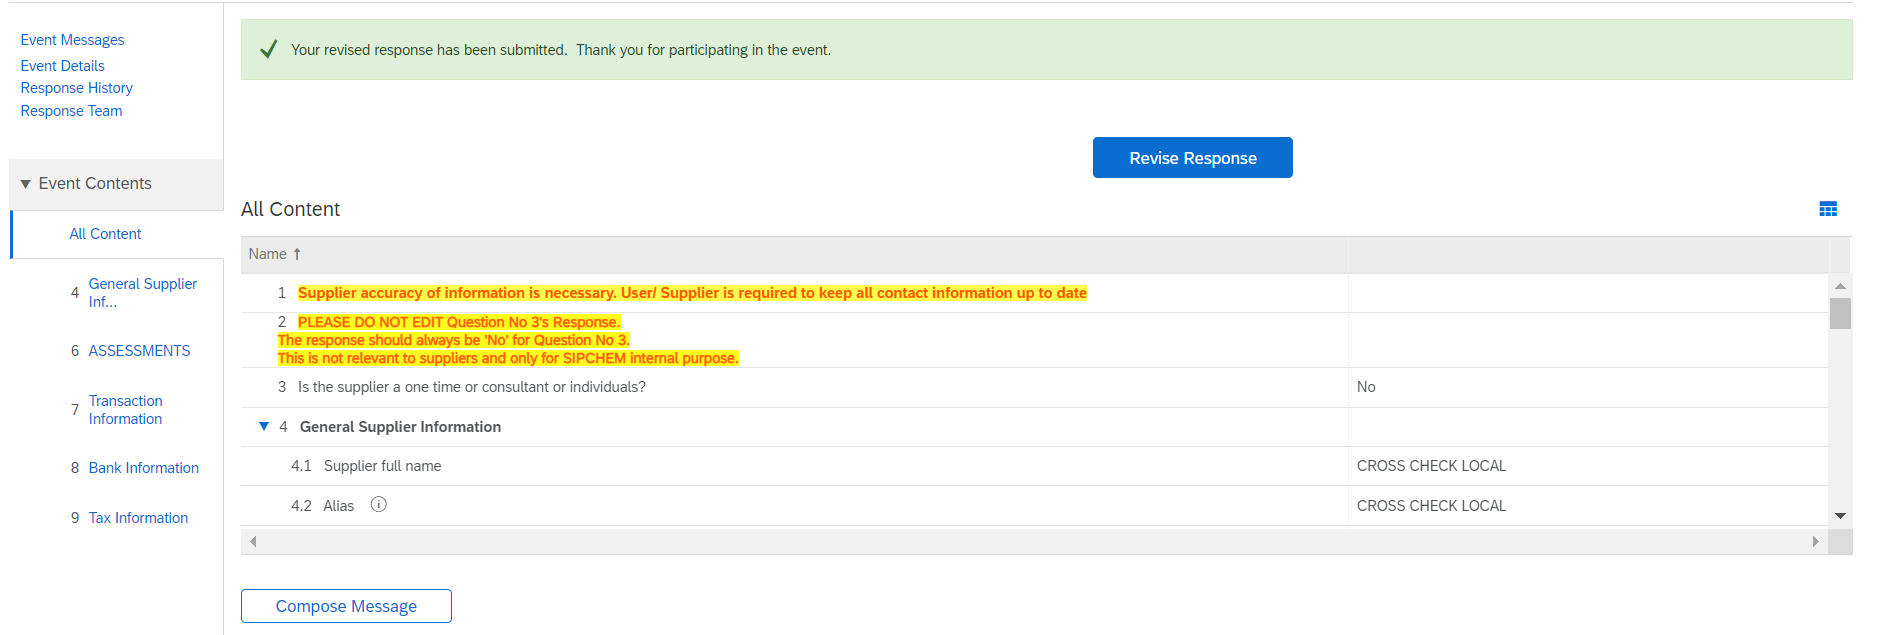 Event Messages
Event Details
Response History
Response Team
Event Contents
All Content
4 General Supplier
Inf...
6 ASSESSMENTS
7 Transaction
Information
8 Bank Information
9 Tax Information
Your revised response has been submitted.  Thank you for participating in the event.
Revise Response
All Content
Name ↑
1 Supplier accuracy of information is necessary. User/ Supplier is required to keep all contact information up to date
2 PLEASE DO NOT EDIT Question No 3's Response.
The response should always be 'No' for Question No 3.
This is not relevant to suppliers and only for SIPCHEM internal purpose.
3 Is the supplier a one time or consultant or individuals? No
4 General Supplier Information
4.1 Supplier full name CROSS CHECK LOCAL
4.2 Alias CROSS CHECK LOCAL
Compose Message